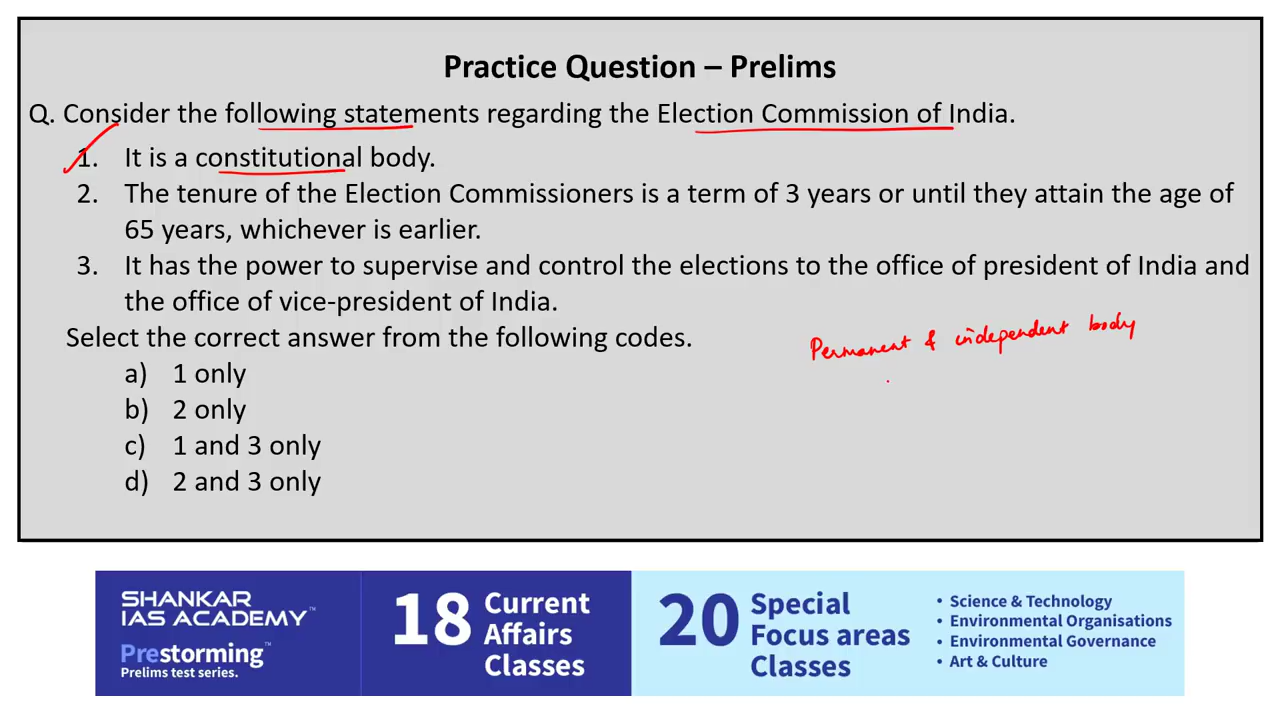 Practice Question – Prelims
Q. Consider the following statements regarding the Election Commission of India.
1. It is a constitutional body.
2. The tenure of the Election Commissioners is a term of 3 years or until they attain the age of
65 years, whichever is earlier.
3. It has the power to supervise and control the elections to the office of president of India and
the office of vice-president of India.
Select the correct answer from the following codes.
Permanent & independent body
a) 1 only
b) 2 only
c) 1 and 3 only
d) 2 and 3 only
SHANKAR
IAS ACADEMY™
Prestorming™
Prelims test series.
18 Current
Affairs
Classes
20 Special
Focus areas
Classes
• Science & Technology
• Environmental Organisations
• Environmental Governance
• Art & Culture